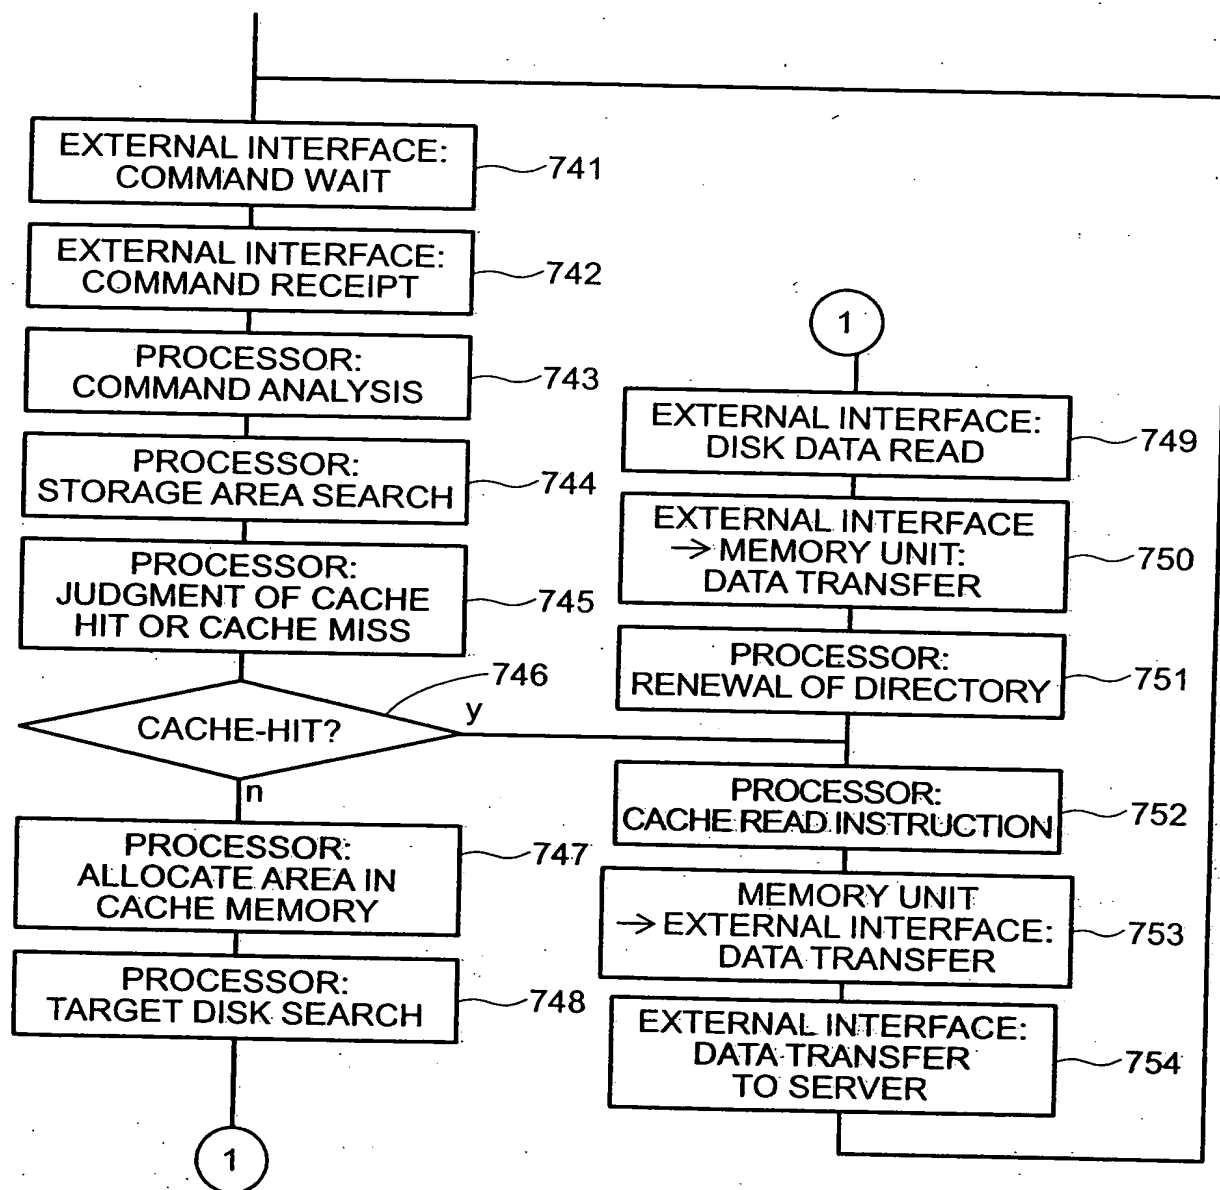 EXTERNAL INTERFACE:
COMMAND WAIT
741
EXTERNAL INTERFACE:
COMMAND RECEIPT
742
PROCESSOR:
COMMAND ANALYSIS
743
PROCESSOR:
STORAGE AREA SEARCH
744
PROCESSOR:
JUDGMENT OF CACHE
HIT OR CACHE MISS
745
746
CACHE-HIT?
y
n
PROCESSOR:
ALLOCATE AREA IN
CACHE MEMORY
747
PROCESSOR:
TARGET DISK SEARCH
748
1
1
EXTERNAL INTERFACE:
DISK DATA READ
749
EXTERNAL INTERFACE
→ MEMORY UNIT:
DATA TRANSFER
750
PROCESSOR:
RENEWAL OF DIRECTORY
751
PROCESSOR:
CACHE READ INSTRUCTION
752
MEMORY UNIT
→ EXTERNAL INTERFACE:
DATA TRANSFER
753
EXTERNAL INTERFACE:
DATA TRANSFER
TO SERVER
754